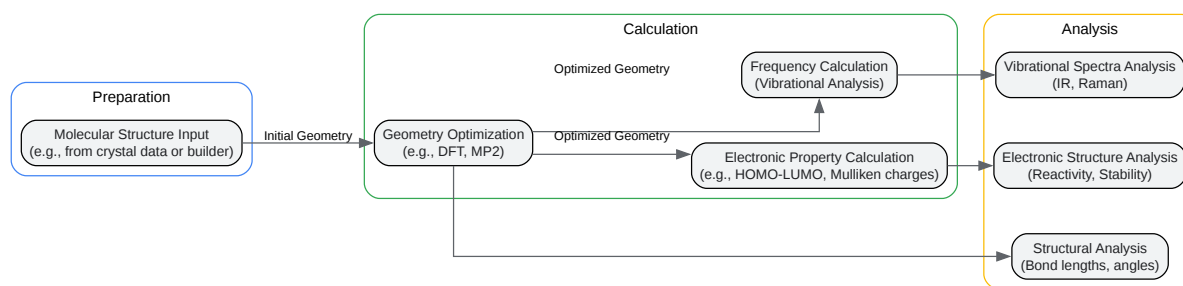 Preparation
Molecular Structure Input
(e.g., from crystal data or builder)
Initial Geometry
Calculation
Geometry Optimization
(e.g., DFT, MP2)
Optimized Geometry
Optimized Geometry
Frequency Calculation
(Vibrational Analysis)
Electronic Property Calculation
(e.g., HOMO-LUMO, Mulliken charges)
Analysis
Vibrational Spectra Analysis
(IR, Raman)
Electronic Structure Analysis
(Reactivity, Stability)
Structural Analysis
(Bond lengths, angles)